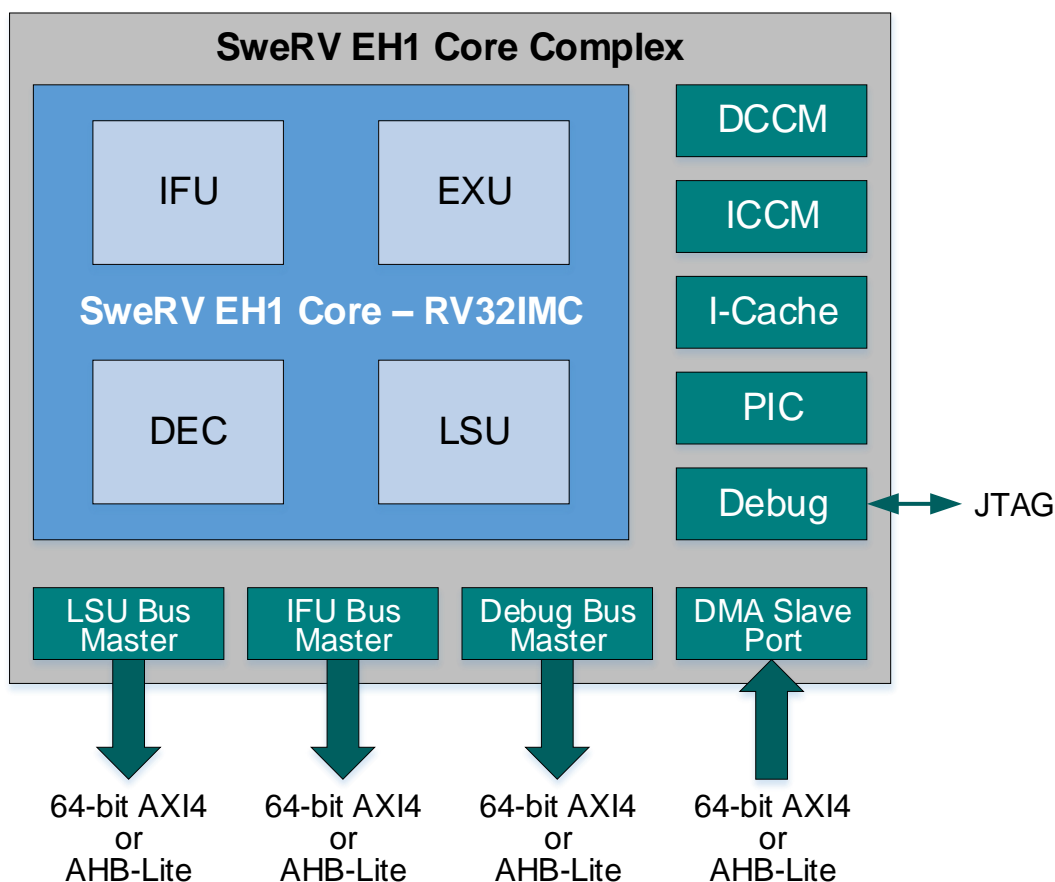 SweRV EH1 Core Complex
IFU
EXU
SweRV EH1 Core – RV32IMC
DEC
LSU
DCCM
ICCM
I-Cache
PIC
Debug
JTAG
LSU Bus
Master
IFU Bus
Master
Debug Bus
Master
DMA Slave
Port
64-bit AXI4
or
AHB-Lite
64-bit AXI4
or
AHB-Lite
64-bit AXI4
or
AHB-Lite
64-bit AXI4
or
AHB-Lite